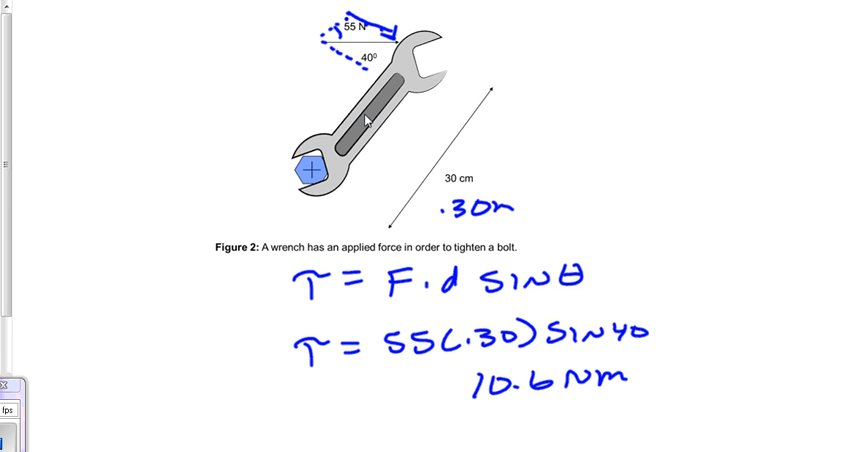 55 N
40⁰
30 cm
.30m
Figure 2: A wrench has an applied force in order to tighten a bolt.
τ = F.d sinθ
τ = 55(.30) sin40
10.6 Nm
fps